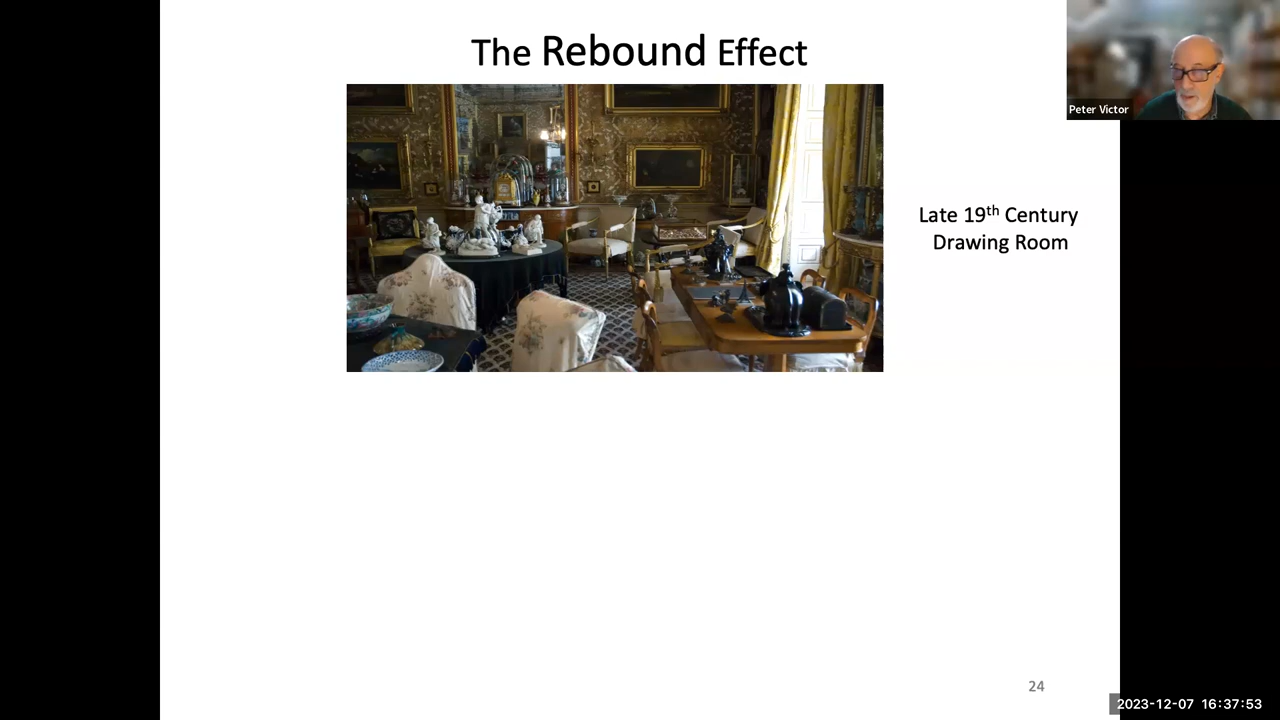 The Rebound Effect
Peter Victor
Late 19th Century
Drawing Room
24
2023-12-07 16:37:53